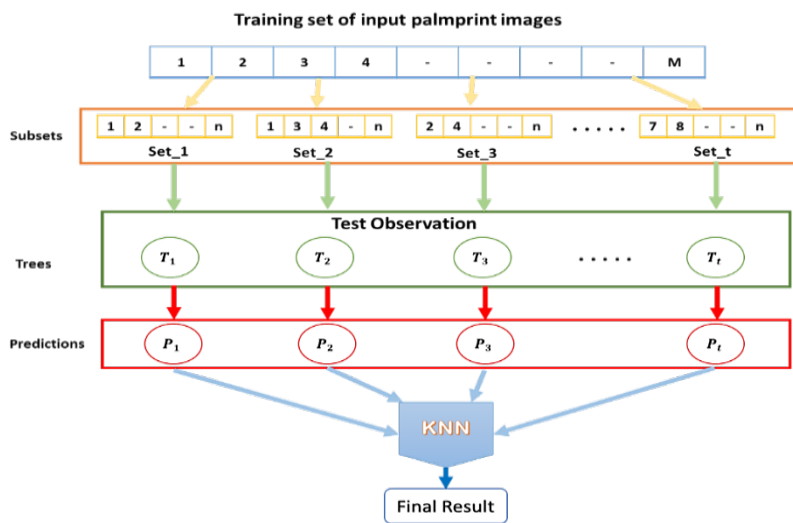 Training set of input palmprint images
1 2 3 4 - - - - M
Subsets
1 2 - - n 1 3 4 - n 2 4 - - n ..... 7 8 - - n
Set_1 Set_2 Set_3 Set_t
Test Observation
Trees
T₁ T₂ T₃ ..... Tₜ
Predictions
P₁ P₂ P₃ Pₜ
KNN
Final Result